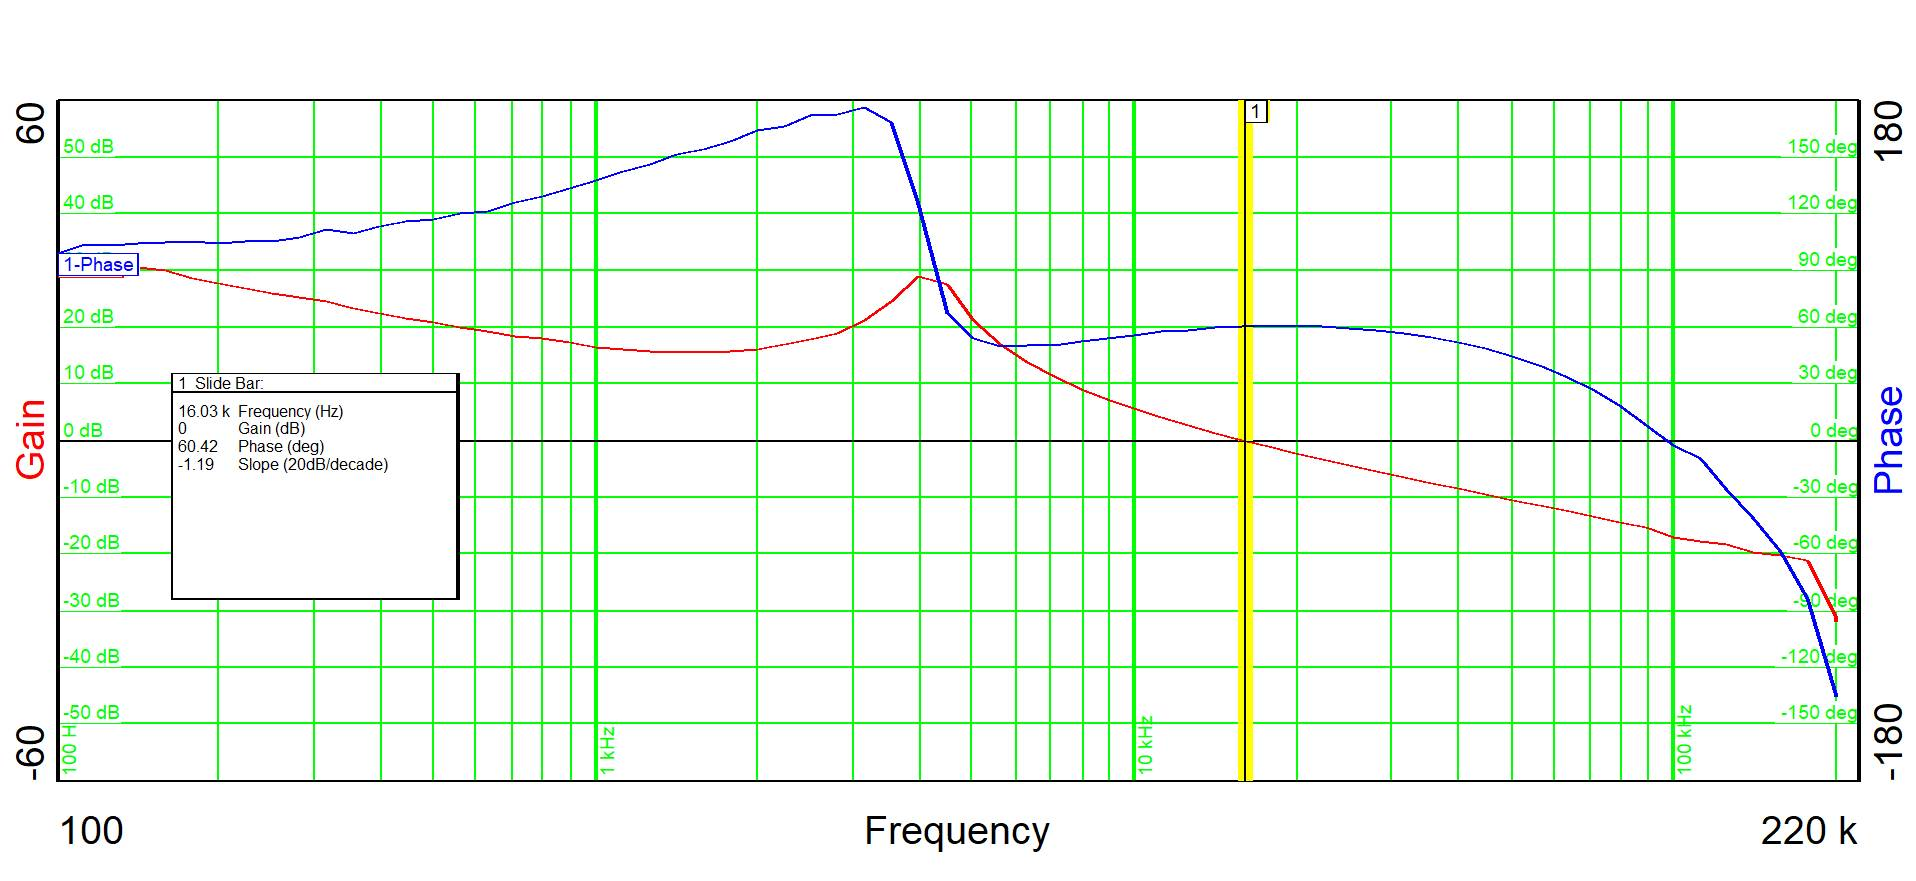 60
180
1
50 dB
150 deg
40 dB
120 deg
1-Phase
90 deg
20 dB
60 deg
10 dB
30 deg
1 Slide Bar:
16.03 k Frequency (Hz)
0 Gain (dB)
60.42 Phase (deg)
-1.19 Slope (20dB/decade)
0 dB
0 deg
Gain
Phase
-10 dB
-30 deg
-20 dB
-60 deg
-30 dB
-90 deg
-40 dB
-120 deg
-50 dB
-150 deg
100 H
1 kHz
10 kHz
100 kHz
-60
-180
100
Frequency
220 k